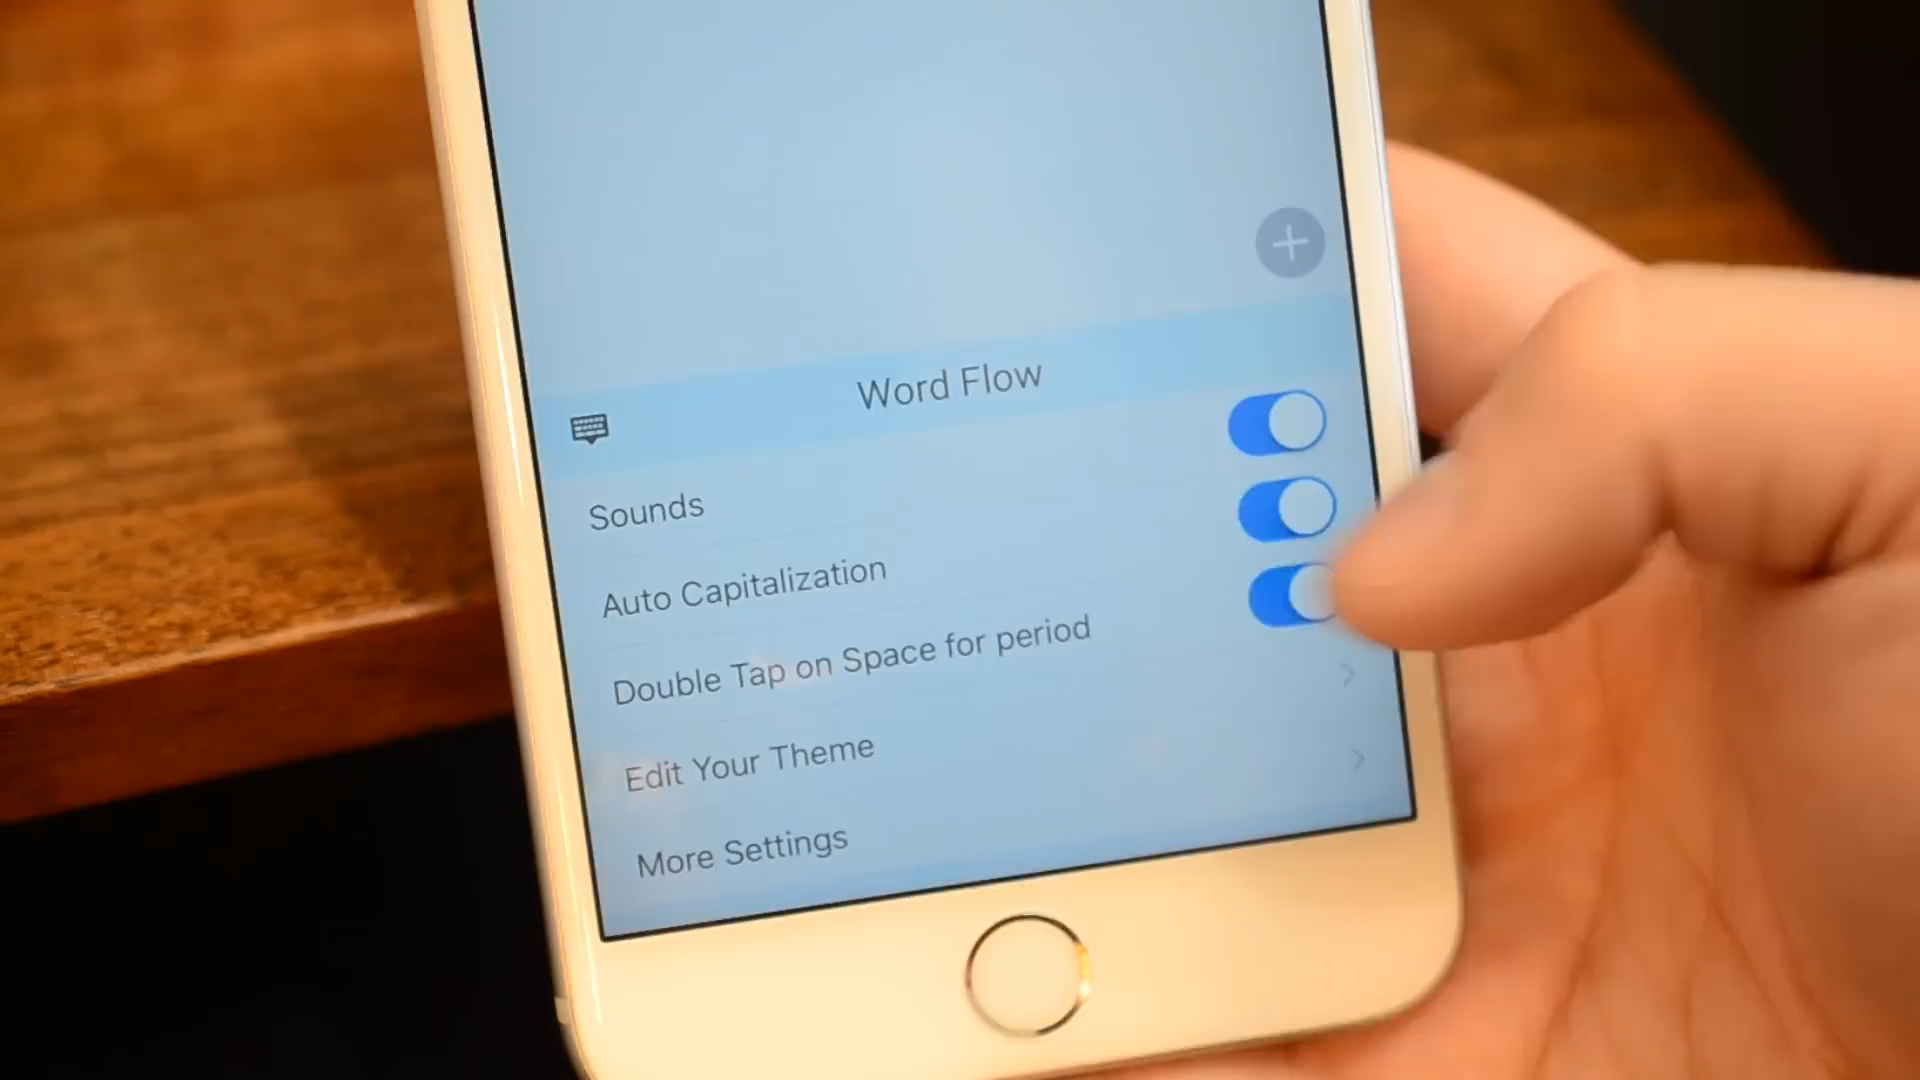 Word Flow
Sounds
Auto Capitalization
Double Tap on Space for period
Edit Your Theme
More Settings